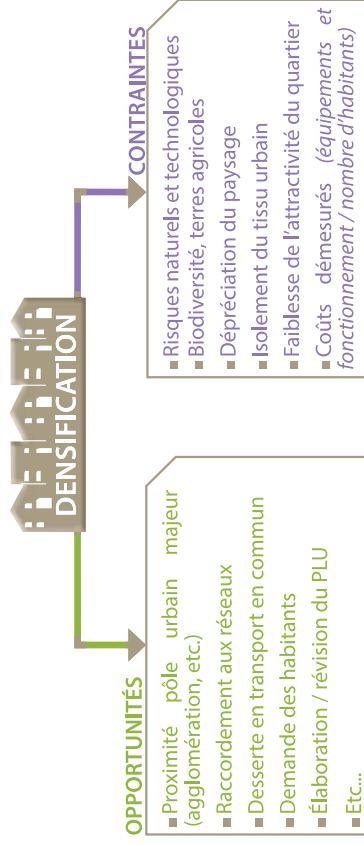 DENSIFICATION
OPPORTUNITÉS
▪ Proximité pôle urbain majeur
(agglomération, etc.)
▪ Raccordement aux réseaux
▪ Desserte en transport en commun
▪ Demande des habitants
▪ Élaboration / révision du PLU
▪ Etc...
CONTRAINTES
▪ Risques naturels et technologiques
▪ Biodiversité, terres agricoles
▪ Dépréciation du paysage
▪ Isolement du tissu urbain
▪ Faiblesse de l'attractivité du quartier
▪ Coûts démesurés (équipements et
fonctionnement / nombre d'habitants)